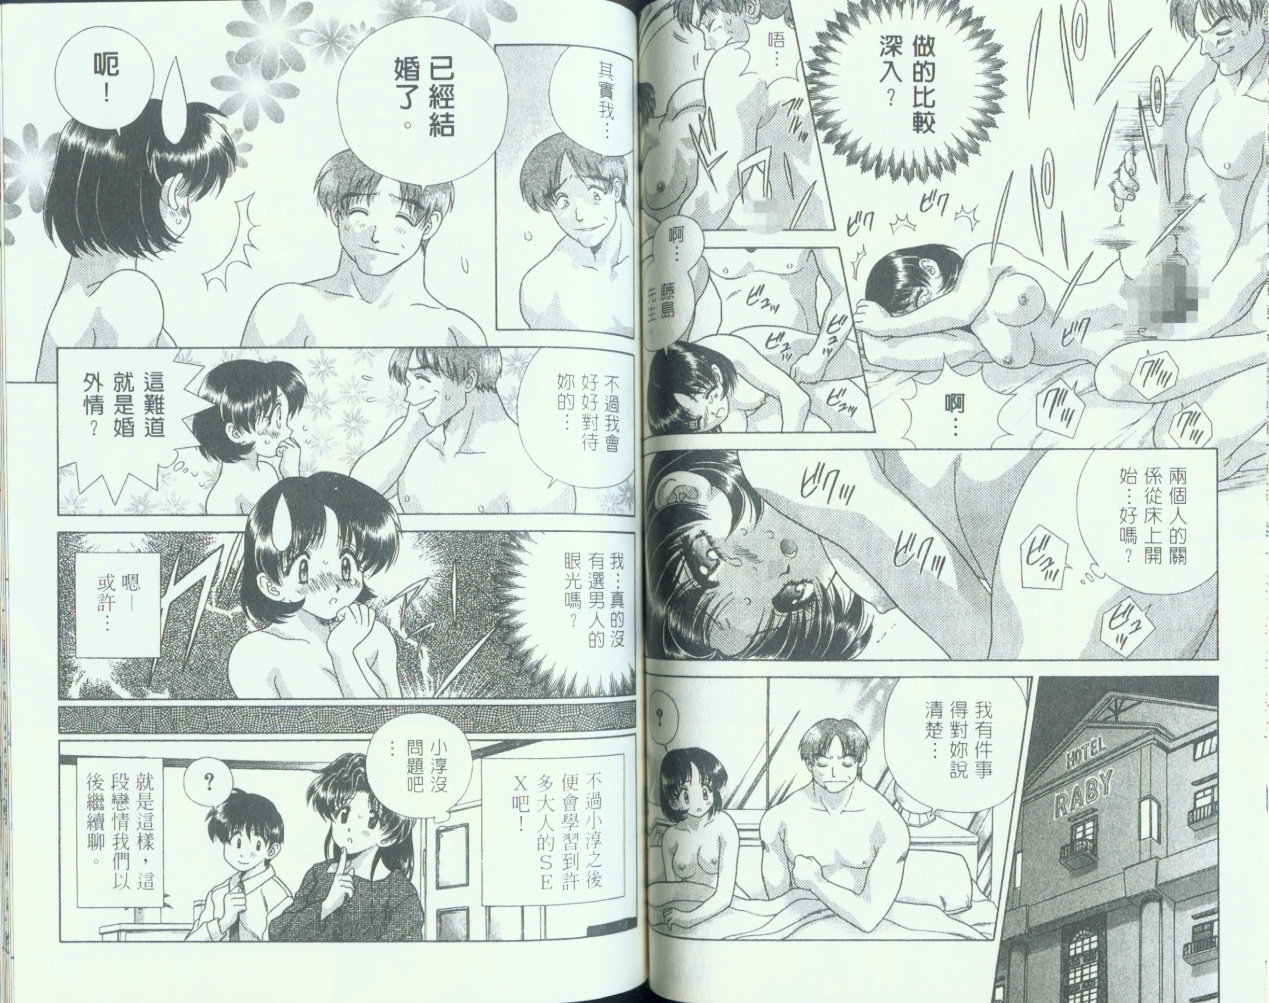 做的比較
深入?
唔…
啊…
啊…
藤島
先生。
兩個人的關
係從床上開
始…好嗎?
HOTEL
RABY
我有件事
得對妳說
清楚…
?
其實我…
已經結
婚了。
呃!
不過我會
好好對待
妳的…
這難道
就是婚
外情?
我…真的沒
有選男人的
眼光嗎?
嗯—
或許…
不過小淳之後
便會學習到許
多大人的SE
X吧!
小淳沒
問題吧
…
?
就是這樣,這
段戀情我們以
後繼續聊。